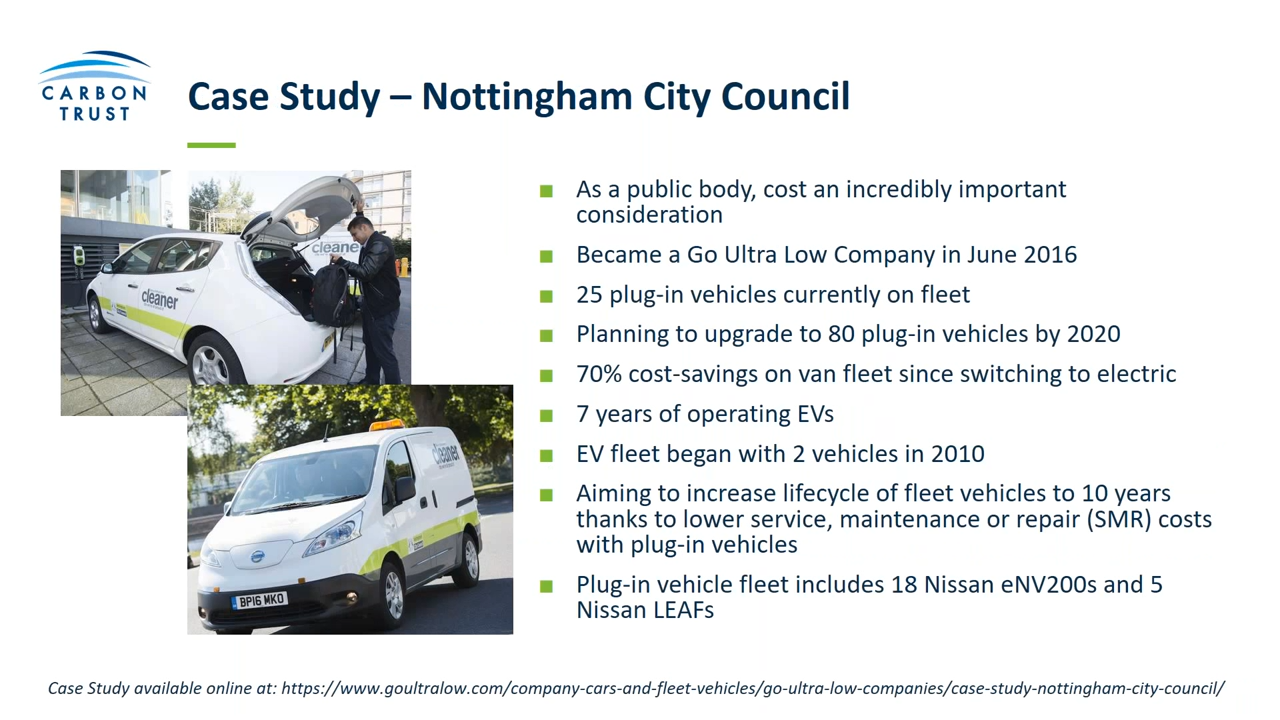 CARBON
TRUST
Case Study – Nottingham City Council
cleane
cleaner
cleaner
BP16 MKO
■ As a public body, cost an incredibly important
consideration
■ Became a Go Ultra Low Company in June 2016
■ 25 plug-in vehicles currently on fleet
■ Planning to upgrade to 80 plug-in vehicles by 2020
■ 70% cost-savings on van fleet since switching to electric
■ 7 years of operating EVs
■ EV fleet began with 2 vehicles in 2010
■ Aiming to increase lifecycle of fleet vehicles to 10 years
thanks to lower service, maintenance or repair (SMR) costs
with plug-in vehicles
■ Plug-in vehicle fleet includes 18 Nissan eNV200s and 5
Nissan LEAFs
Case Study available online at: https://www.goultralow.com/company-cars-and-fleet-vehicles/go-ultra-low-companies/case-study-nottingham-city-council/